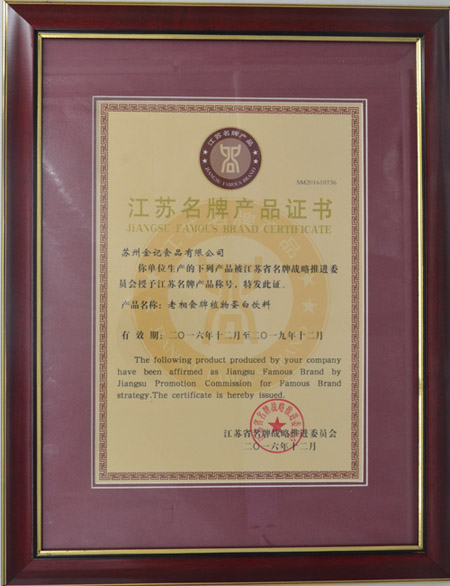 江苏名牌产品
JIANGSU FAMOUS BRAND
江苏名牌产品证书
JIANGSU FAMOUS BRAND CERTIFICATE
苏州金记食品有限公司
你单位生产的下列产品被江苏省名牌战略推进委
员会授予江苏名牌产品称号，特发此证。
产品名称：老相食牌植物蛋白饮料
有效期：二〇一六年十二月至二〇一九年十二月
The following product produced by your company
have been affirmed as Jiangsu Famous Brand by
Jiangsu Promotion Commission for Famous Brand
strategy.The certificate is hereby issued.
江苏省名牌战略推进委员会
二〇一六年十二月